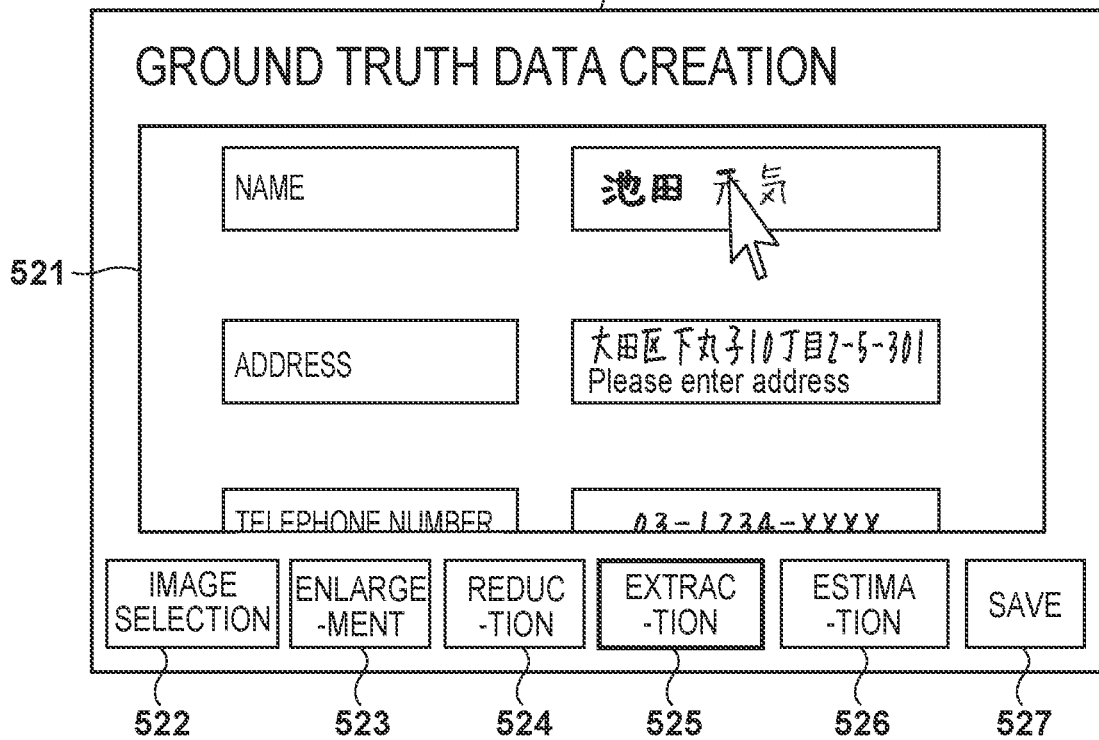 GROUND TRUTH DATA CREATION
NAME
池田 元気
521
ADDRESS
大田区下丸子10丁目2-5-301
Please enter address
TELEPHONE NUMBER
03-1234-XXXX
IMAGE
SELECTION
ENLARGE
-MENT
REDUC
-TION
EXTRAC
-TION
ESTIMA
-TION
SAVE
522
523
524
525
526
527